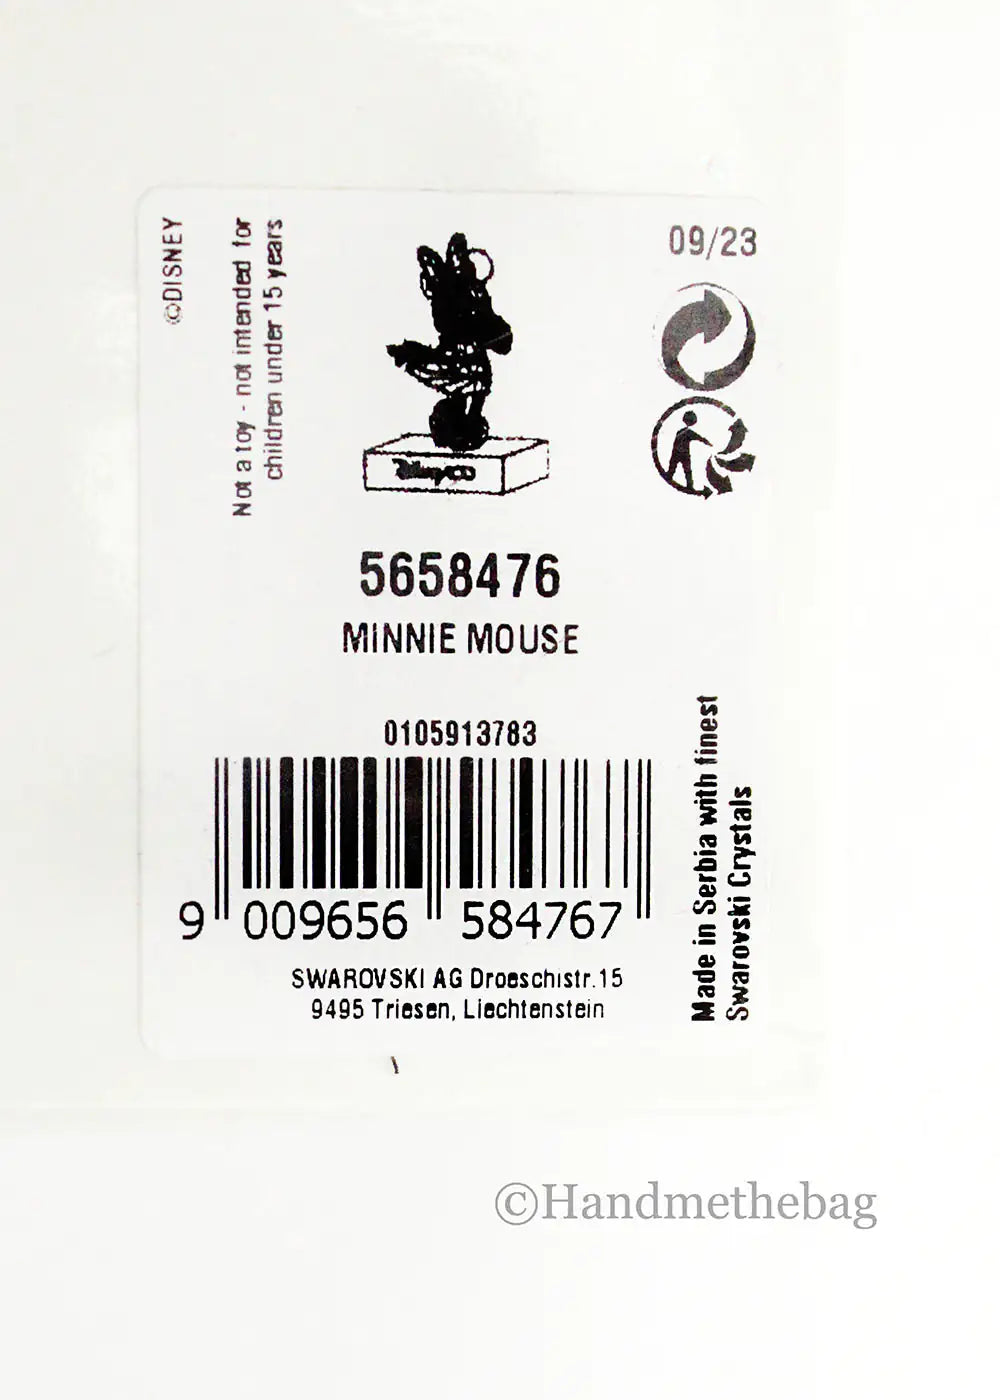 ©DISNEY
Not a toy - not intended for
children under 15 years
09/23
5658476
MINNIE MOUSE
0105913783
9 009656 584767
SWAROVSKI AG Droeschistr.15
9495 Triesen, Liechtenstein
Made in Serbia with finest
Swarovski Crystals
©Handmethebag